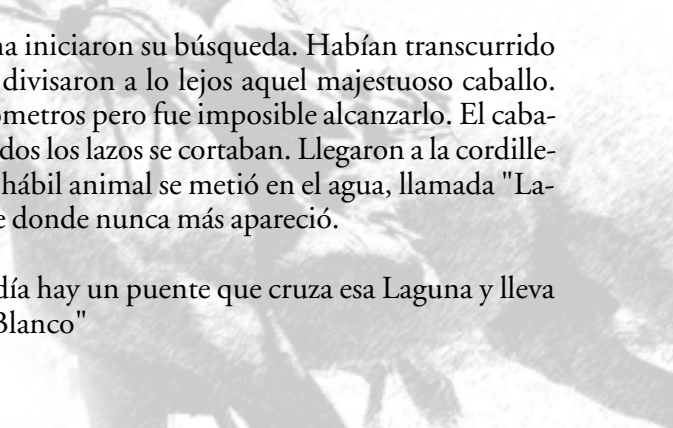 na iniciaron su búsqueda. Habían transcurrido
divisaron a lo lejos aquel majestuoso caballo.
ómetros pero fue imposible alcanzarlo. El caba-
dos los lazos se cortaban. Llegaron a la cordille-
hábil animal se metió en el agua, llamada "La-
e donde nunca más apareció.
día hay un puente que cruza esa Laguna y lleva
Blanco"